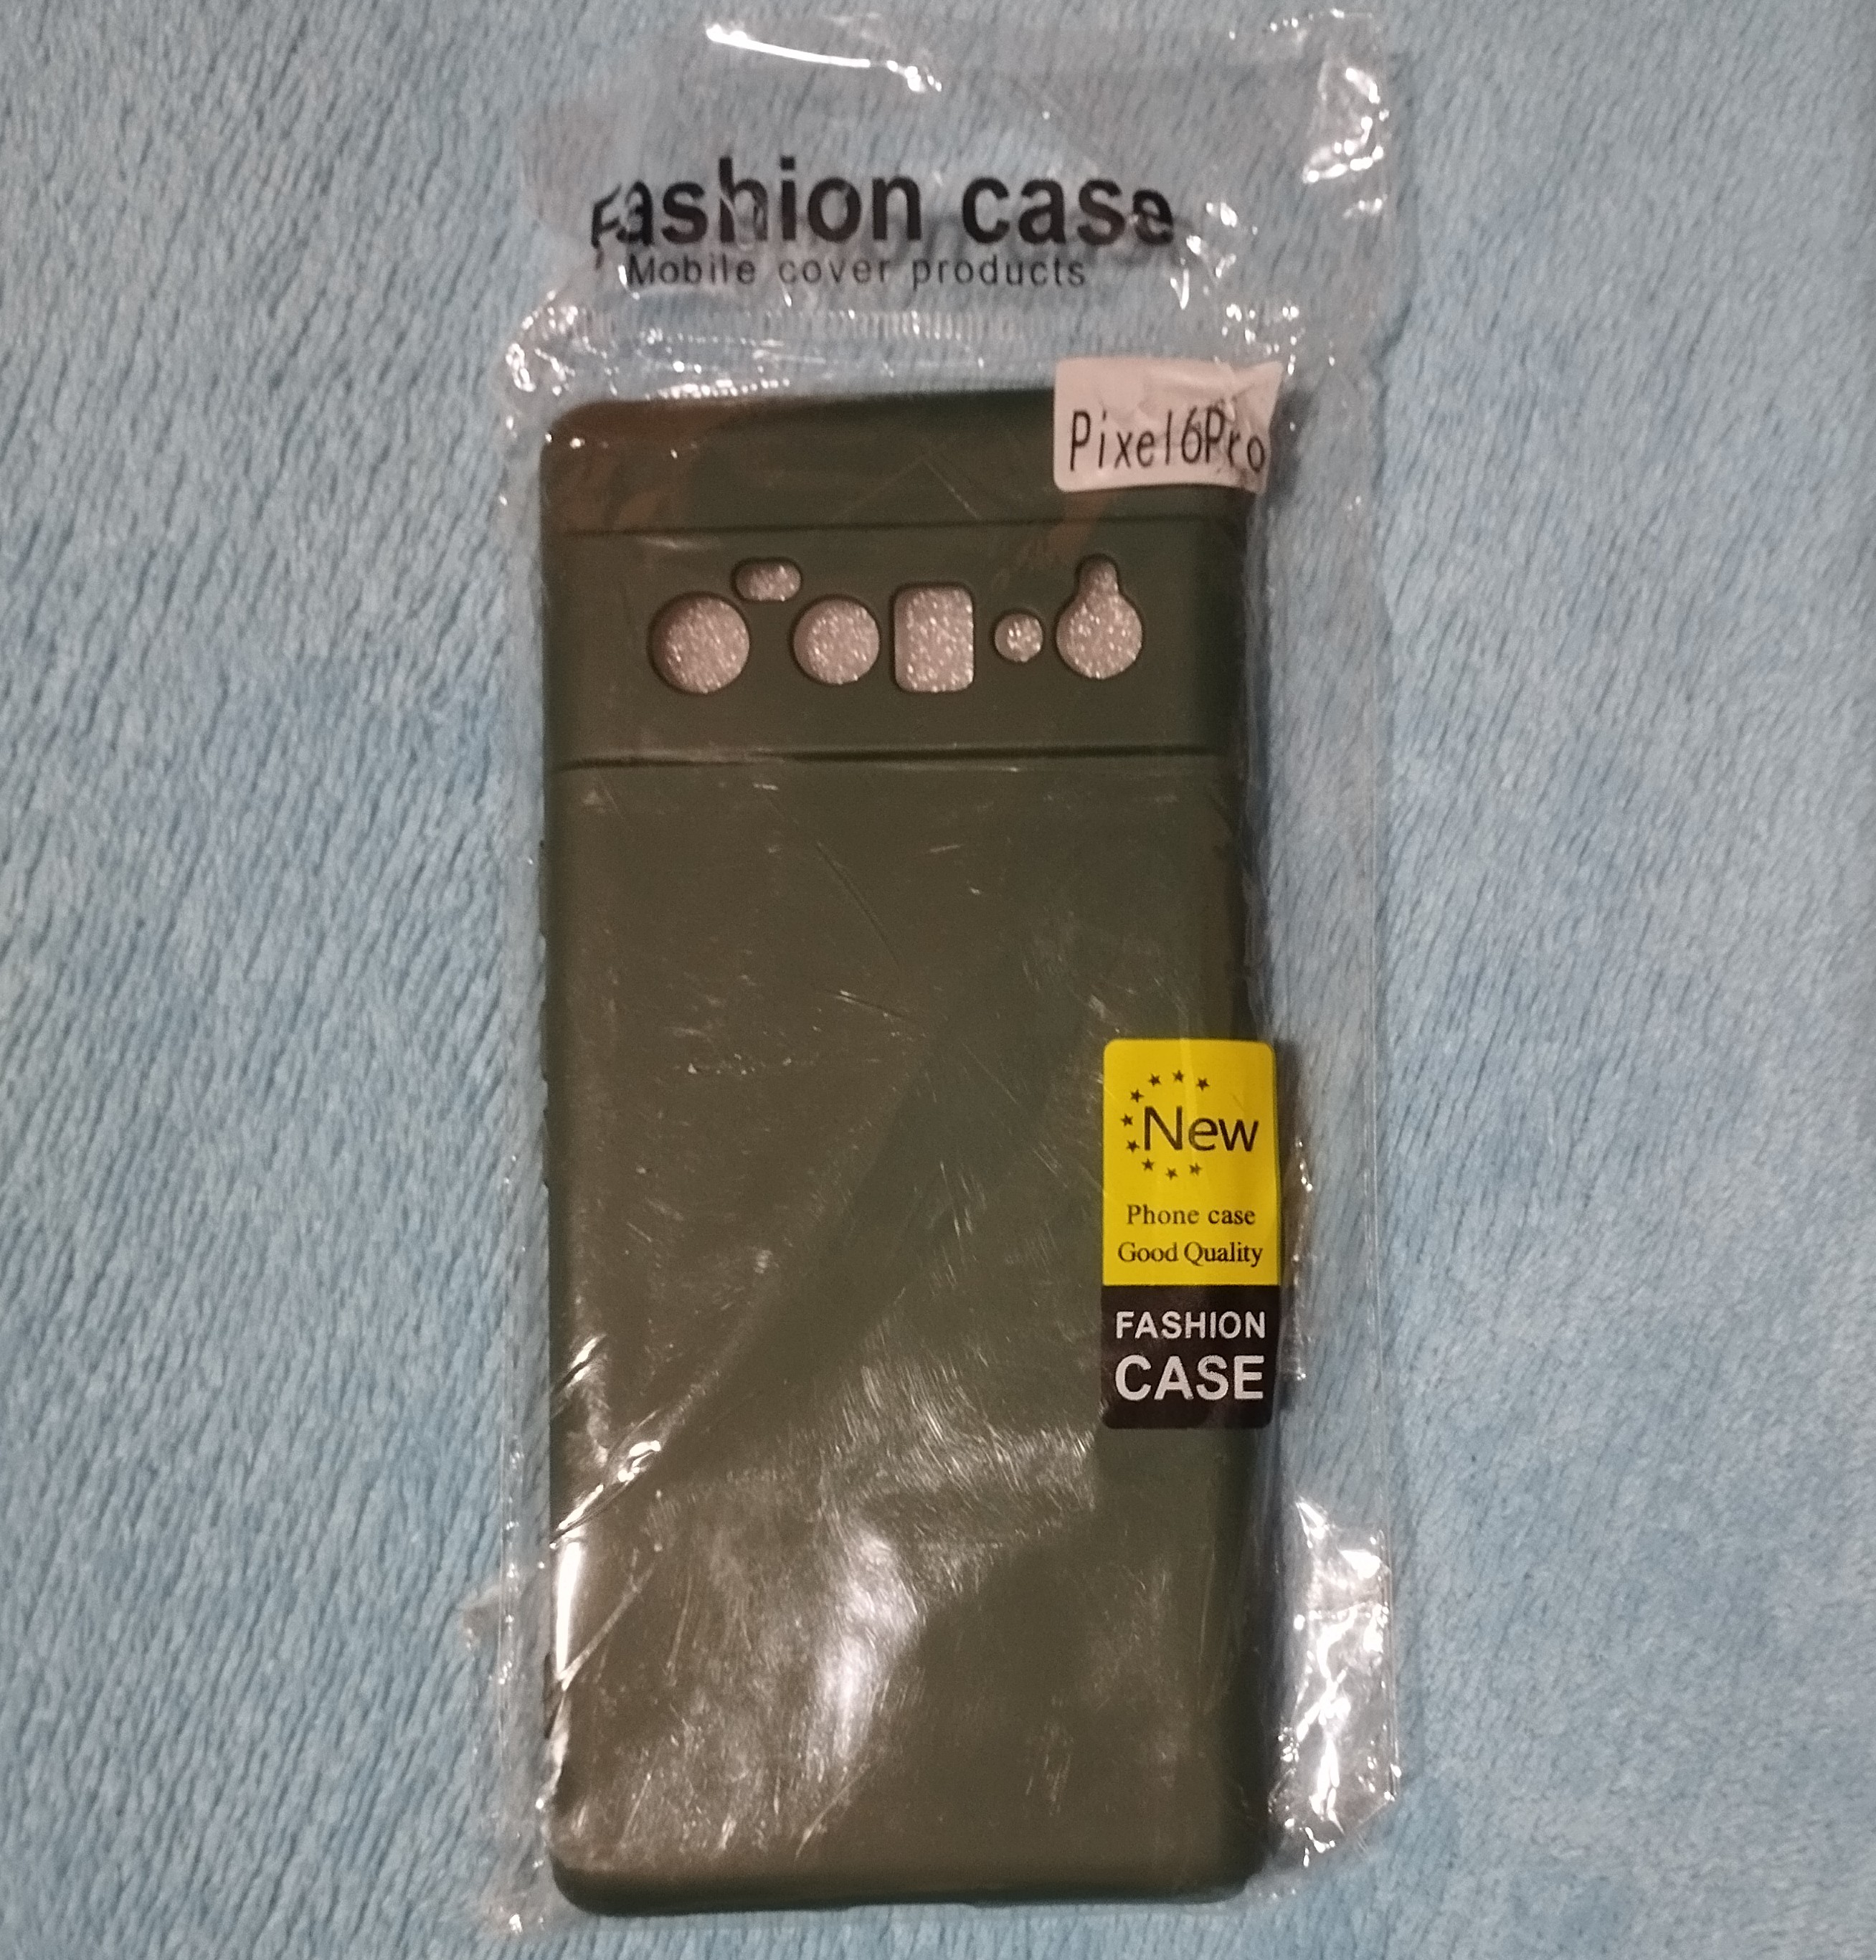 Fashion case
Mobile cover products
Pixel6Pro
New
Phone case
Good Quality
FASHION
CASE